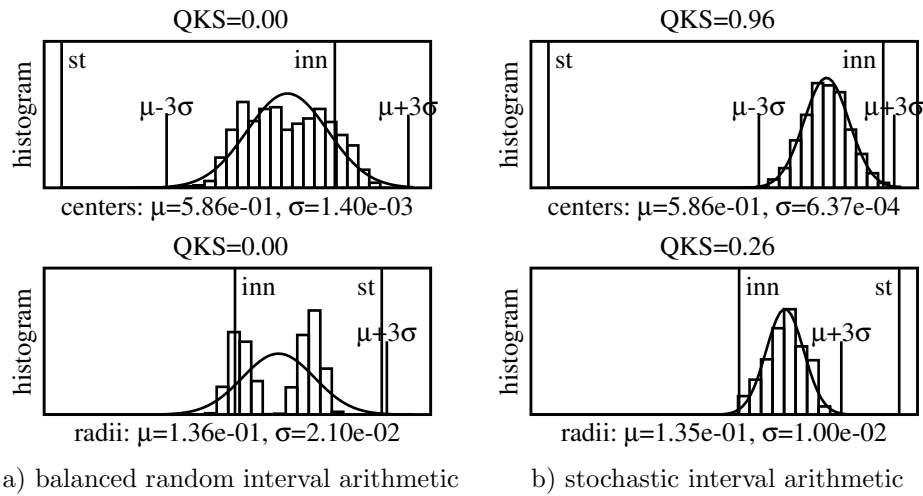 QKS=0.00
st
inn
μ-3σ
μ+3σ
histogram
centers: μ=5.86e-01, σ=1.40e-03
QKS=0.96
st
inn
μ-3σ
μ+3σ
histogram
centers: μ=5.86e-01, σ=6.37e-04
QKS=0.00
inn
st
μ+3σ
histogram
radii: μ=1.36e-01, σ=2.10e-02
QKS=0.26
inn
st
μ+3σ
histogram
radii: μ=1.35e-01, σ=1.00e-02
a) balanced random interval arithmetic
b) stochastic interval arithmetic